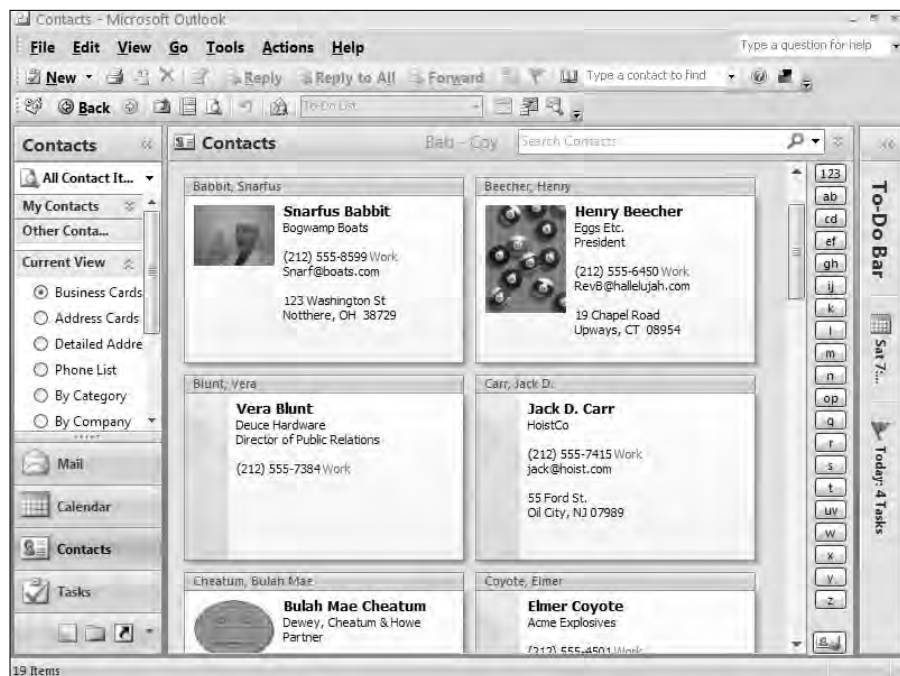 Contacts - Microsoft Outlook
File Edit View Go Tools Actions Help
Type a question for help
New Reply Reply to All Forward Type a contact to find
Back To-Do List
Contacts
All Contact It...
My Contacts
Other Conta...
Current View
Business Cards
Address Cards
Detailed Addre
Phone List
By Category
By Company
Mail
Calendar
Contacts
Tasks
Contacts Bab - Coy Search Contacts
Babbit, Snarfus
Snarfus Babbit
Bogwamp Boats
(212) 555-8599 Work
Snarf@boats.com
123 Washington St
Notthere, OH 38729
Beecher, Henry
Henry Beecher
Eggs Etc.
President
(212) 555-6450 Work
RevB@hallelujah.com
19 Chapel Road
Upways, CT 08954
Blunt, Vera
Vera Blunt
Deuce Hardware
Director of Public Relations
(212) 555-7384 Work
Carr, Jack D.
Jack D. Carr
HoistCo
(212) 555-7415 Work
jack@hoist.com
55 Ford St.
Oil City, NJ 07989
Cheatum, Bulah Mae
Bulah Mae Cheatum
Dewey, Cheatum & Howe
Partner
Coyote, Elmer
Elmer Coyote
Acme Explosives
(212) 555-4501 Work
123
ab
cd
ef
gh
ij
k
l
m
n
op
q
r
s
t
uv
w
x
y
z
To-Do Bar
Sat 7:...
Today: 4 Tasks
19 Items